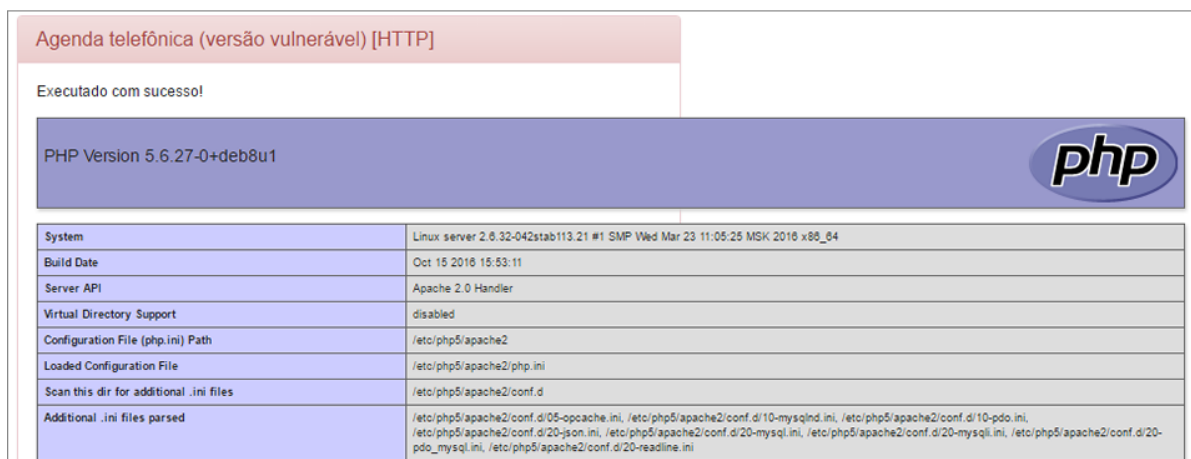 Agenda telefônica (versão vulnerável) [HTTP]
Executado com sucesso!
PHP Version 5.6.27-0+deb8u1
php
System Linux server 2.6.32-042stab113.21 #1 SMP Wed Mar 23 11:05:25 MSK 2016 x86_64
Build Date Oct 15 2016 15:53:11
Server API Apache 2.0 Handler
Virtual Directory Support disabled
Configuration File (php.ini) Path /etc/php5/apache2
Loaded Configuration File /etc/php5/apache2/php.ini
Scan this dir for additional .ini files /etc/php5/apache2/conf.d
Additional .ini files parsed /etc/php5/apache2/conf.d/05-opcache.ini, /etc/php5/apache2/conf.d/10-mysqlnd.ini, /etc/php5/apache2/conf.d/10-pdo.ini,
/etc/php5/apache2/conf.d/20-json.ini, /etc/php5/apache2/conf.d/20-mysql.ini, /etc/php5/apache2/conf.d/20-mysqli.ini, /etc/php5/apache2/conf.d/20-
pdo_mysql.ini, /etc/php5/apache2/conf.d/20-readline.ini